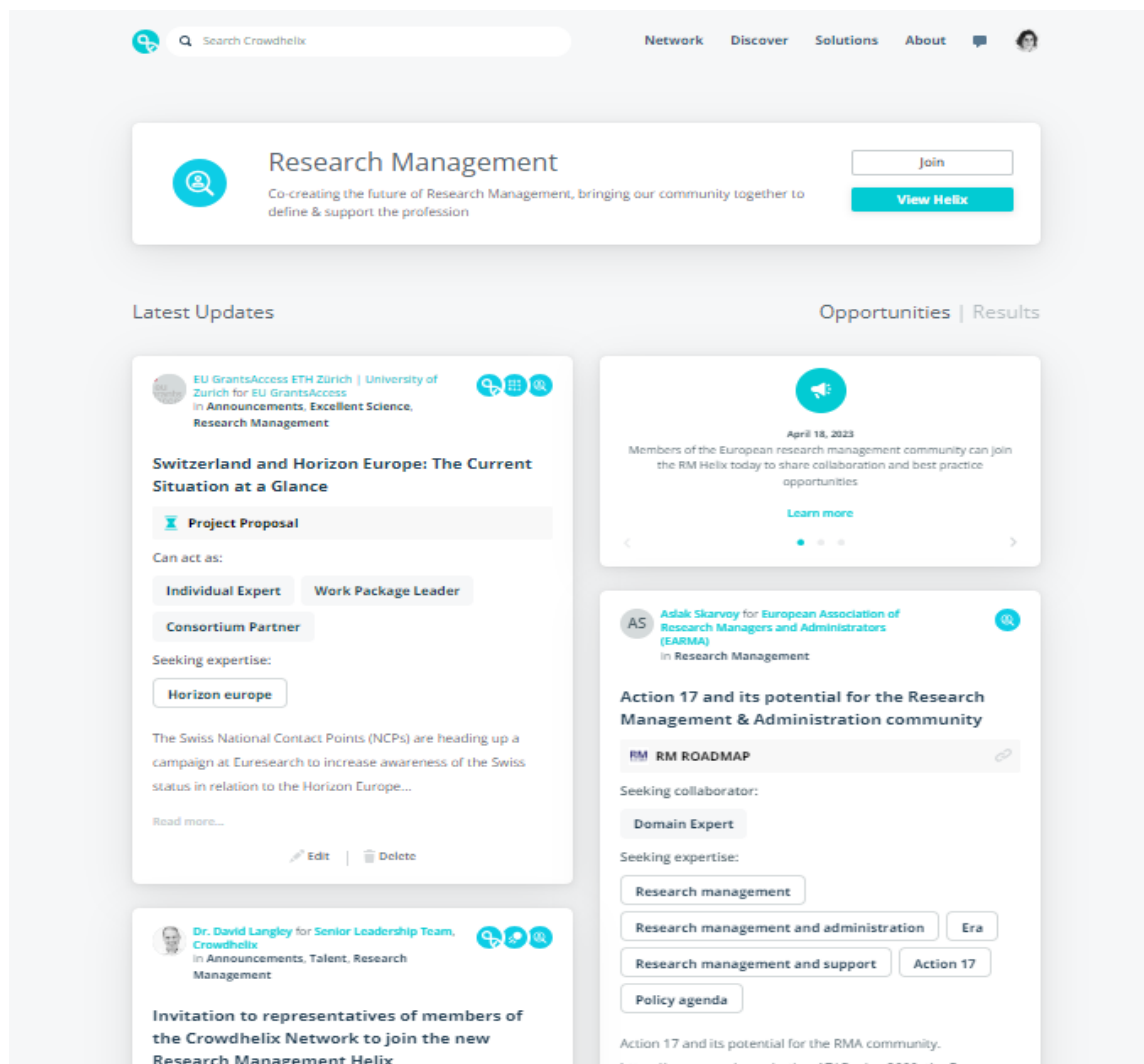 Search Crowdhelix
Network Discover Solutions About
Research Management
Co-creating the future of Research Management, bringing our community together to
define & support the profession
Join
View Helix
Latest Updates
Opportunities | Results
EU GrantsAccess ETH Zürich | University of
Zurich for EU GrantsAccess
in Announcements, Excellent Science,
Research Management
Switzerland and Horizon Europe: The Current
Situation at a Glance
Project Proposal
Can act as:
Individual Expert Work Package Leader
Consortium Partner
Seeking expertise:
Horizon europe
The Swiss National Contact Points (NCPs) are heading up a
campaign at Euresearch to increase awareness of the Swiss
status in relation to the Horizon Europe...
Read more...
Edit | Delete
Dr. David Langley for Senior Leadership Team,
Crowdhelix
in Announcements, Talent, Research
Management
Invitation to representatives of members of
the Crowdhelix Network to join the new
Research Management Helix
April 18, 2023
Members of the European research management community can join
the RM Helix today to share collaboration and best practice
opportunities
Learn more
AS
Aslak Skarvoy for European Association of
Research Managers and Administrators
(EARMA)
in Research Management
Action 17 and its potential for the Research
Management & Administration community
RM RM ROADMAP
Seeking collaborator:
Domain Expert
Seeking expertise:
Research management
Research management and administration Era
Research management and support Action 17
Policy agenda
Action 17 and its potential for the RMA community.